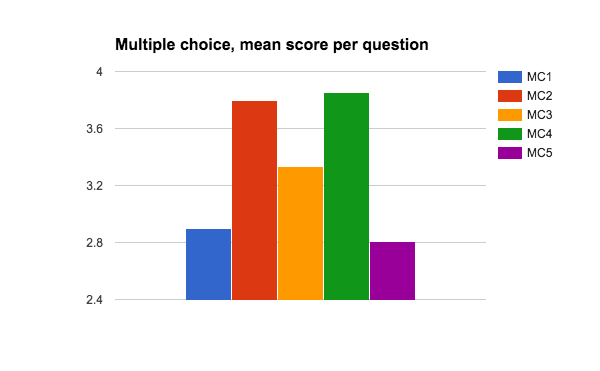 Multiple choice, mean score per question
4
3.6
3.2
2.8
2.4
MC1
MC2
MC3
MC4
MC5